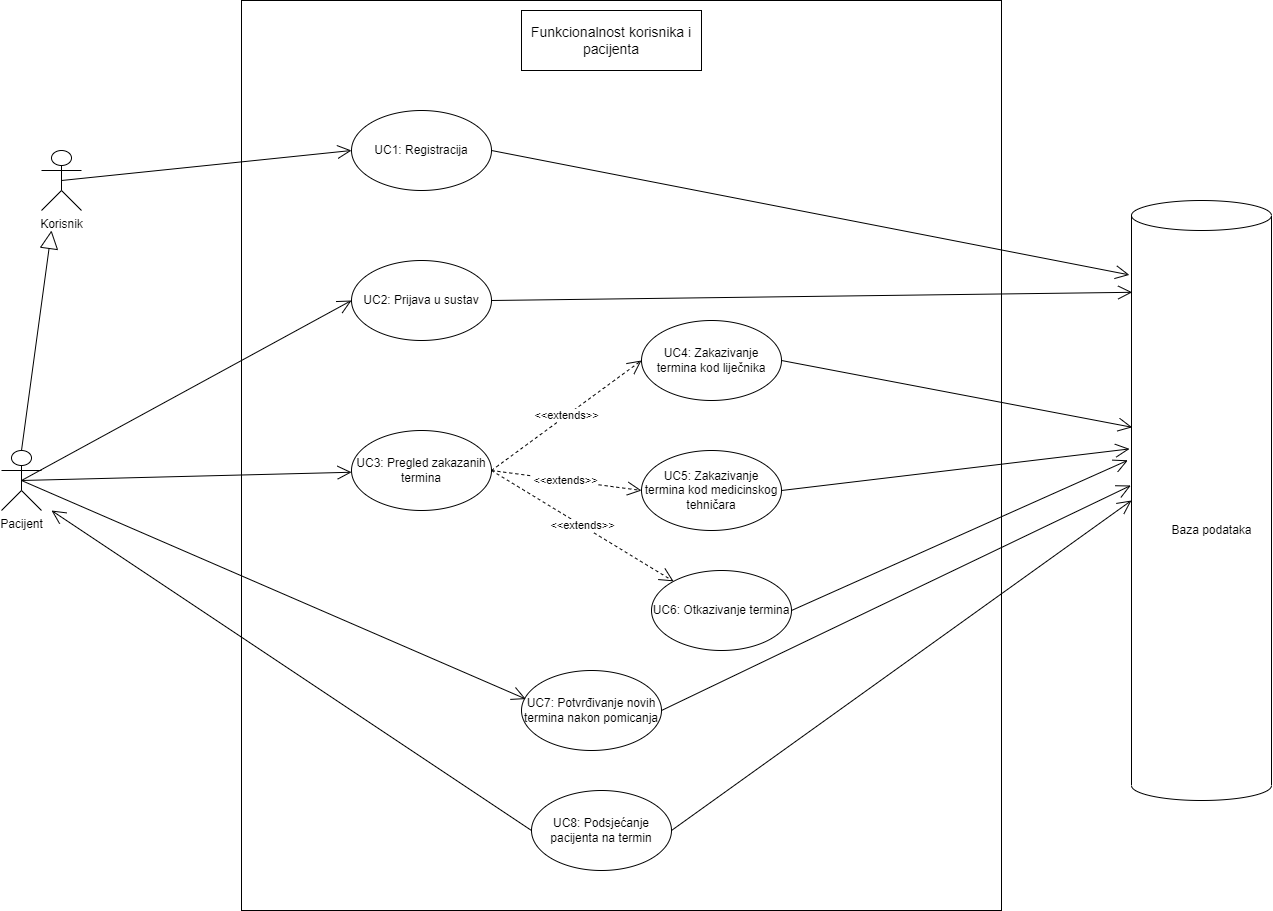 Funkcionalnost korisnika i
pacijenta
UC1: Registracija
Korisnik
UC2: Prijava u sustav
UC4: Zakazivanje
termina kod liječnika
<<extends>>
UC3: Pregled zakazanih
termina
<<extends>>
UC5: Zakazivanje
termina kod medicinskog
tehničara
Pacijent
<<extends>>
Baza podataka
UC6: Otkazivanje termina
UC7: Potvrđivanje novih
termina nakon pomicanja
UC8: Podsjećanje
pacijenta na termin